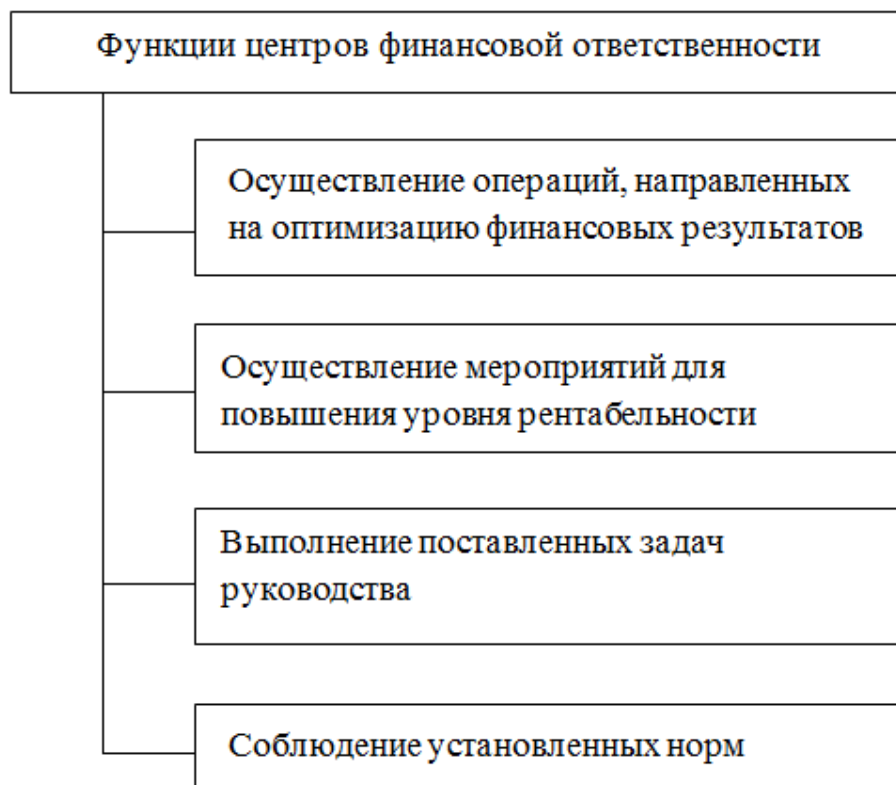 Функции центров финансовой ответственности
Осуществление операций, направленных
на оптимизацию финансовых результатов
Осуществление мероприятий для
повышения уровня рентабельности
Выполнение поставленных задач
руководства
Соблюдение установленных норм